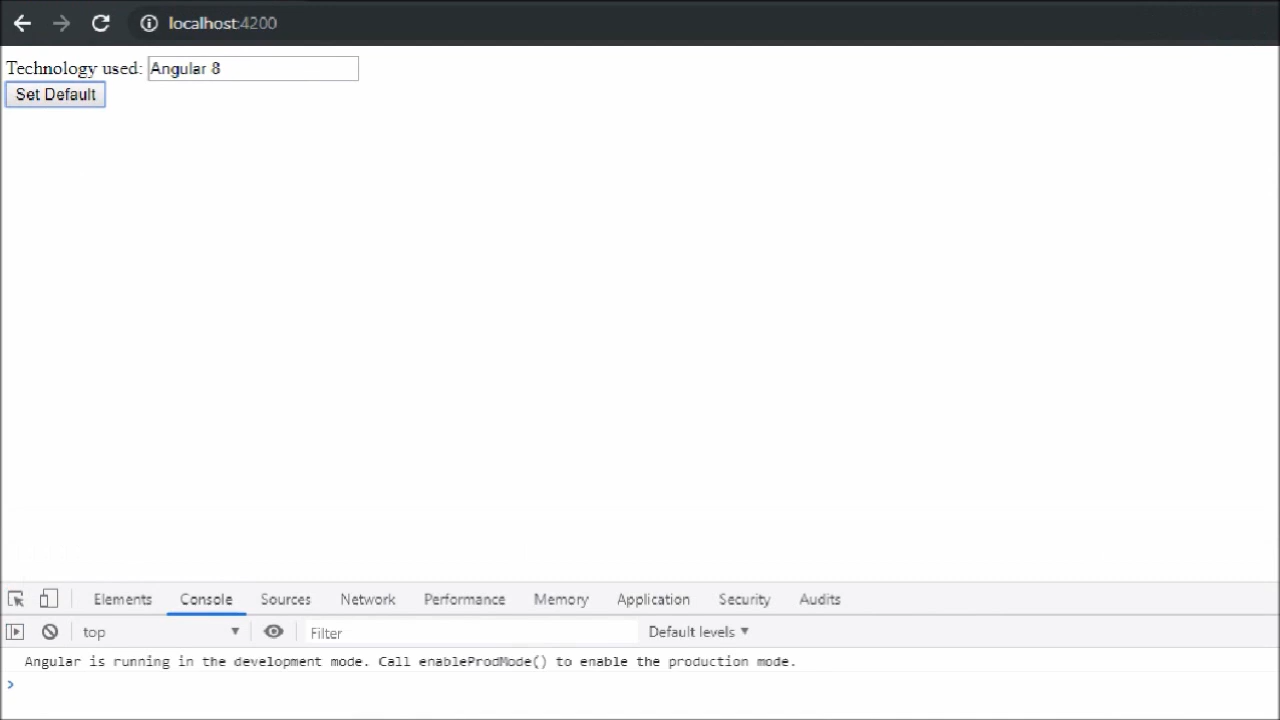 localhost:4200
Technology used: Angular 8
Set Default
Elements Console Sources Network Performance Memory Application Security Audits
top Filter Default levels
Angular is running in the development mode. Call enableProdMode() to enable the production mode.